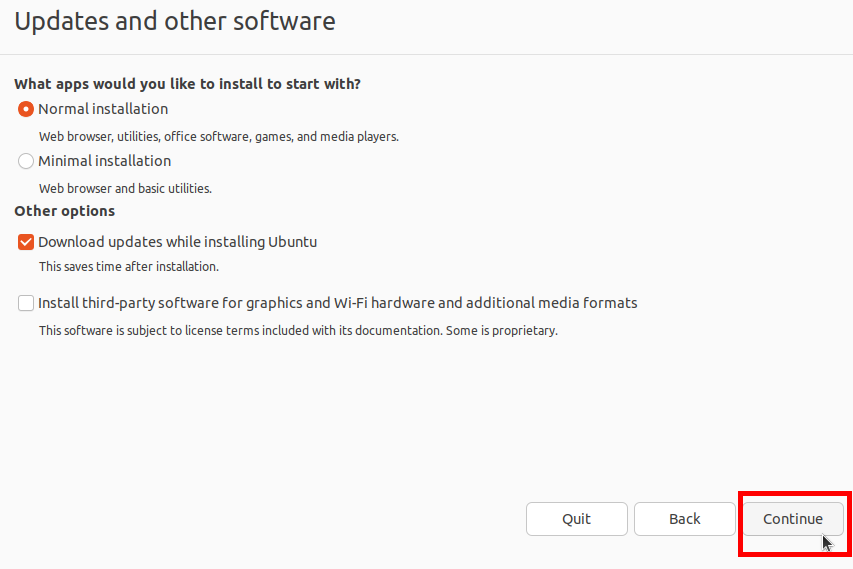 Updates and other software
What apps would you like to install to start with?
Normal installation
Web browser, utilities, office software, games, and media players.
Minimal installation
Web browser and basic utilities.
Other options
Download updates while installing Ubuntu
This saves time after installation.
Install third-party software for graphics and Wi-Fi hardware and additional media formats
This software is subject to license terms included with its documentation. Some is proprietary.
Quit Back Continue